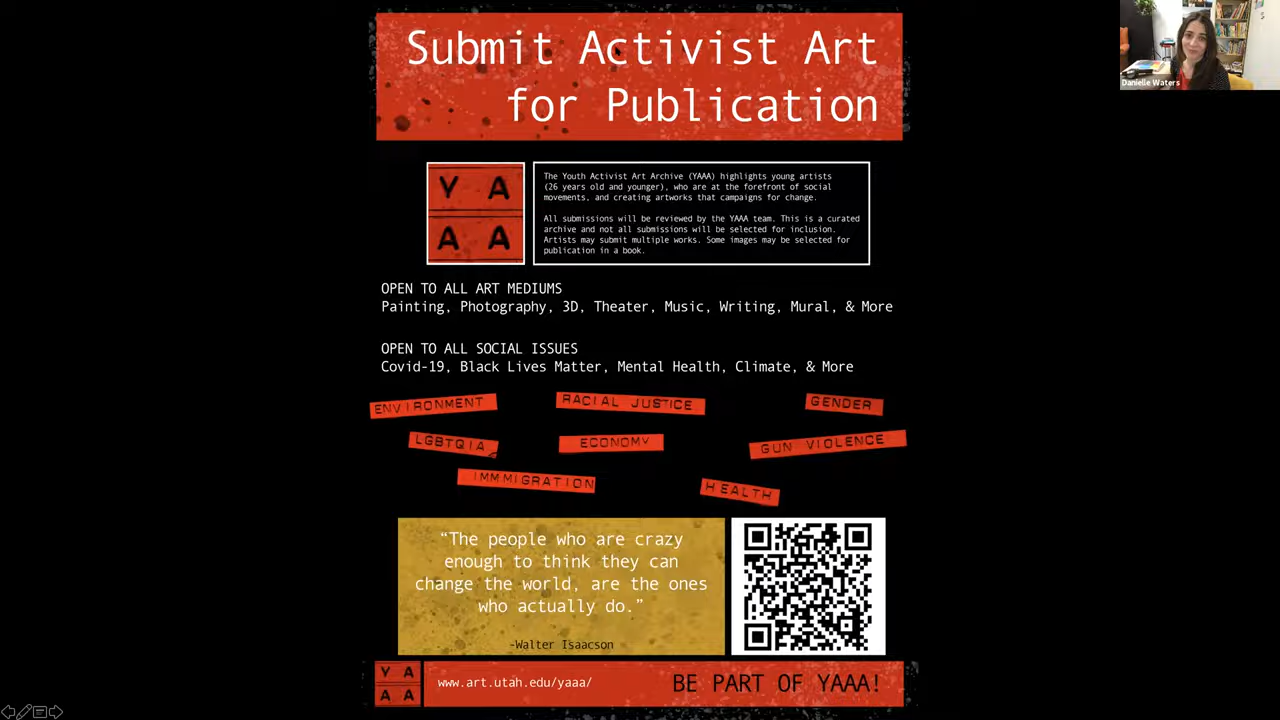 Submit Activist Art
for Publication
Danielle Waters
Y A
A A
The Youth Activist Art Archive (YAAA) highlights young artists
(26 years old and younger), who are at the forefront of social
movements, and creating artworks that campaigns for change.
All submissions will be reviewed by the YAAA team. This is a curated
archive and not all submissions will be selected for inclusion.
Artists may submit multiple works. Some images may be selected for
publication in a book.
OPEN TO ALL ART MEDIUMS
Painting, Photography, 3D, Theater, Music, Writing, Mural, & More
OPEN TO ALL SOCIAL ISSUES
Covid-19, Black Lives Matter, Mental Health, Climate, & More
ENVIRONMENT
RACIAL JUSTICE
GENDER
LGBTQIA
ECONOMY
GUN VIOLENCE
IMMMIGRATION
HEALTH
“The people who are crazy
enough to think they can
change the world, are the ones
who actually do.”
-Walter Isaacson
Y A
A A
www.art.utah.edu/yaaa/
BE PART OF YAAA!